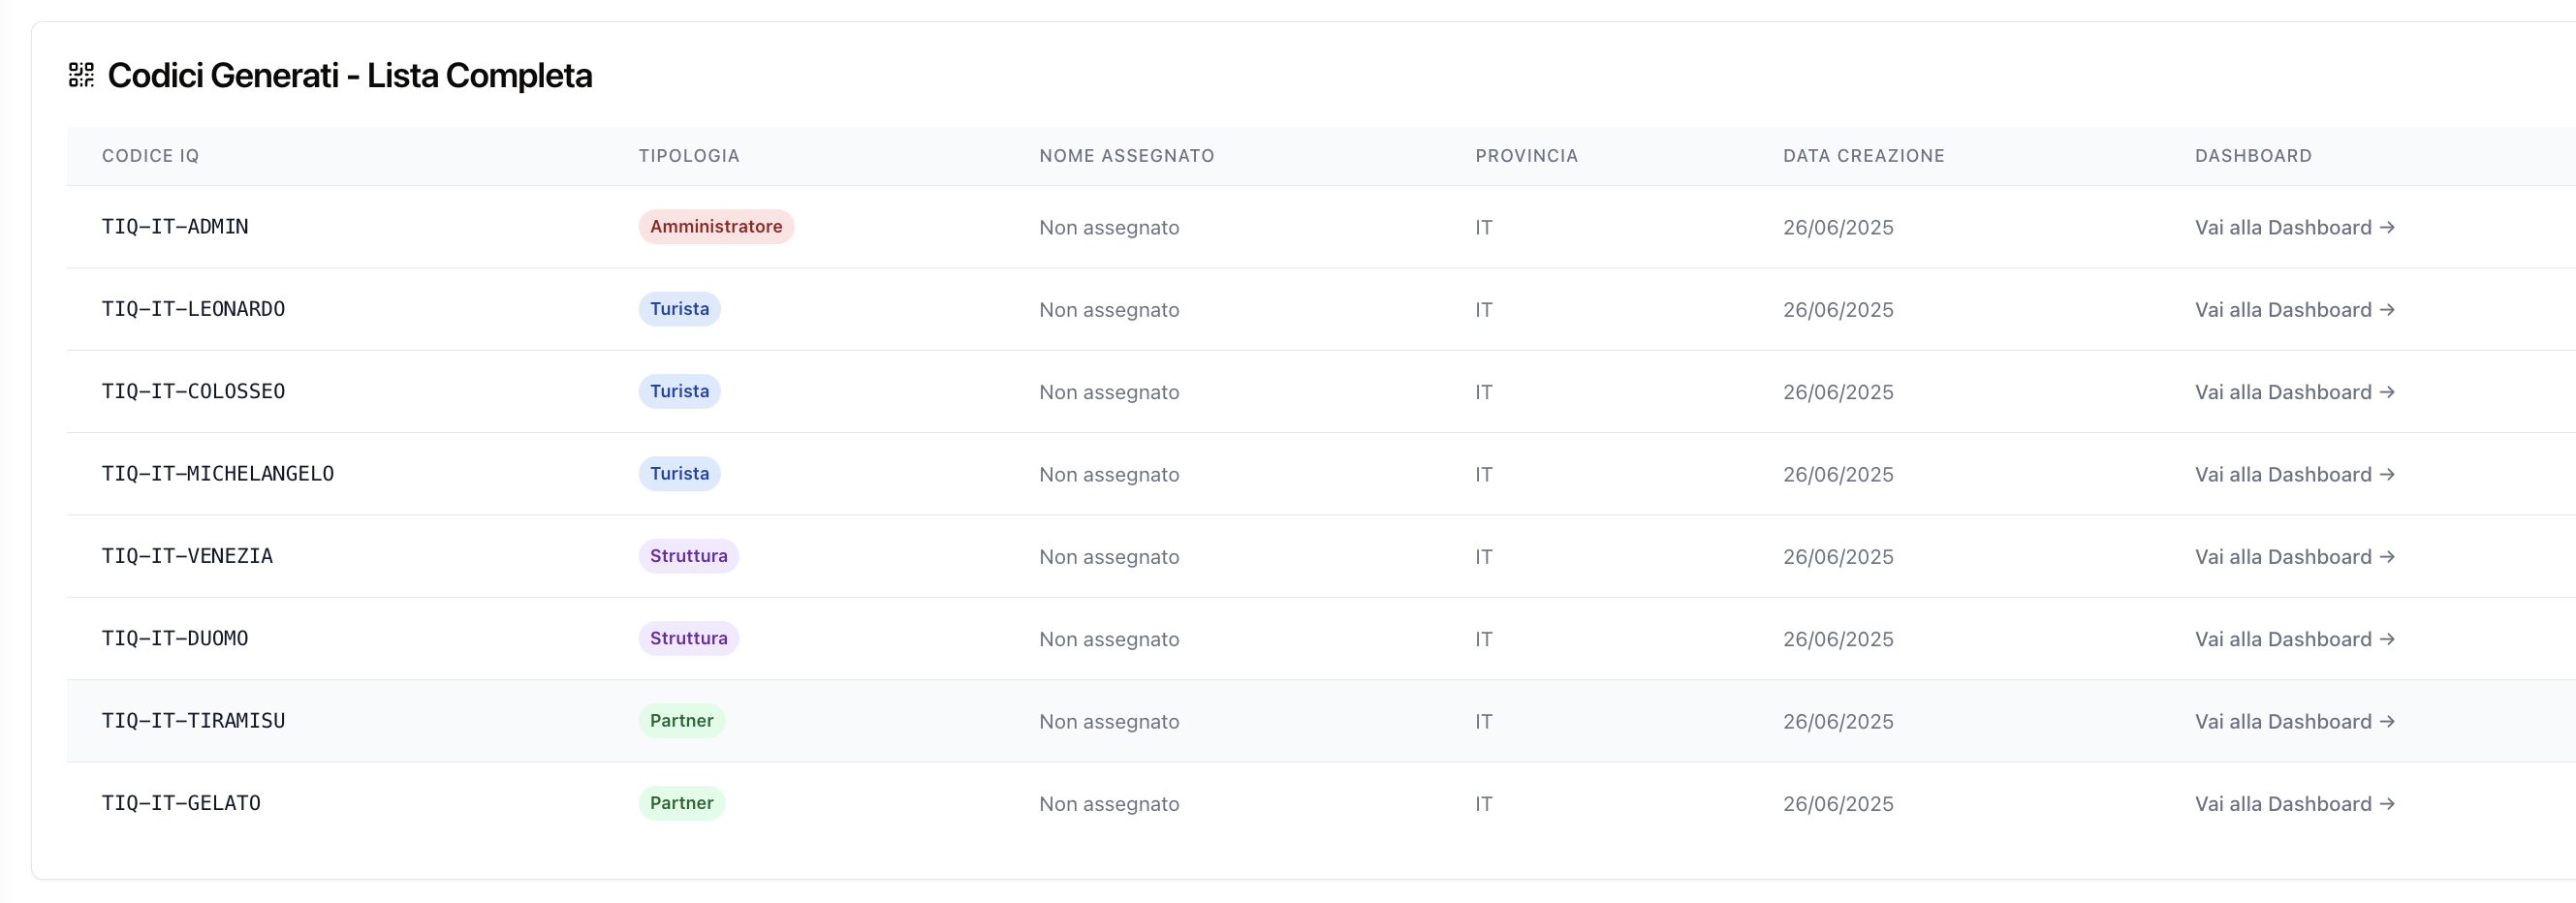 Codici Generati - Lista Completa
CODICE IQ TIPOLOGIA NOME ASSEGNATO PROVINCIA DATA CREAZIONE DASHBOARD
TIQ-IT-ADMIN Amministratore Non assegnato IT 26/06/2025 Vai alla Dashboard →
TIQ-IT-LEONARDO Turista Non assegnato IT 26/06/2025 Vai alla Dashboard →
TIQ-IT-COLOSSEO Turista Non assegnato IT 26/06/2025 Vai alla Dashboard →
TIQ-IT-MICHELANGELO Turista Non assegnato IT 26/06/2025 Vai alla Dashboard →
TIQ-IT-VENEZIA Struttura Non assegnato IT 26/06/2025 Vai alla Dashboard →
TIQ-IT-DUOMO Struttura Non assegnato IT 26/06/2025 Vai alla Dashboard →
TIQ-IT-TIRAMISU Partner Non assegnato IT 26/06/2025 Vai alla Dashboard →
TIQ-IT-GELATO Partner Non assegnato IT 26/06/2025 Vai alla Dashboard →